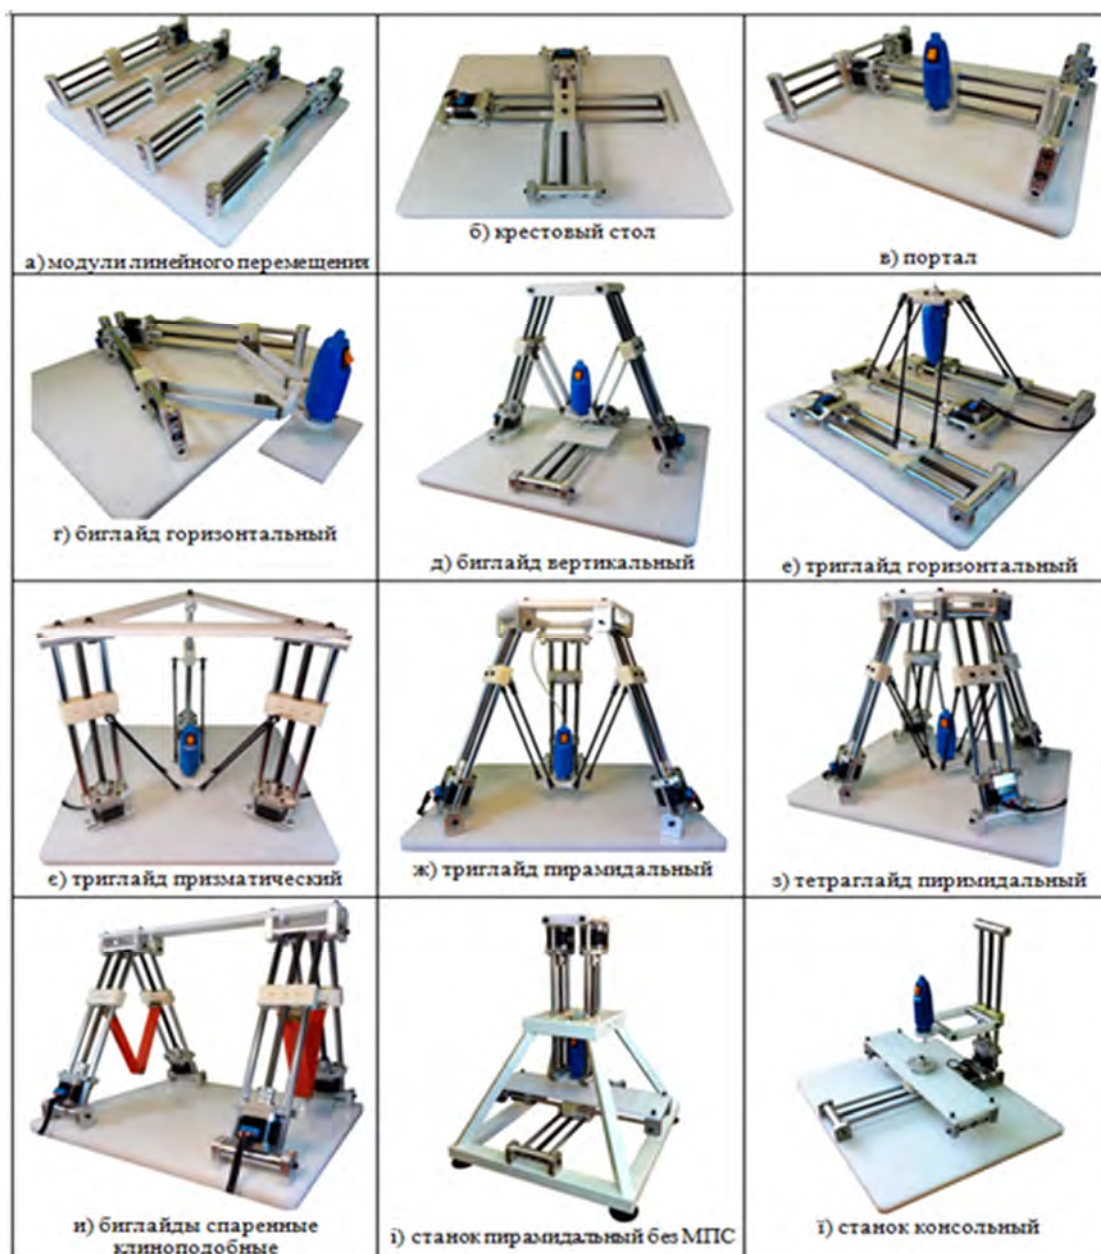 а) модули линейного перемещения
б) крестовый стол
в) портал
г) биглайд горизонтальный
д) биглайд вертикальный
е) триглайд горизонтальный
є) триглайд призматический
ж) триглайд пирамидальный
з) тетраглайд пиримидальный
и) биглайды спаренные
клиноподобные
і) станок пирамидальный без МПС
ї) станок консольный